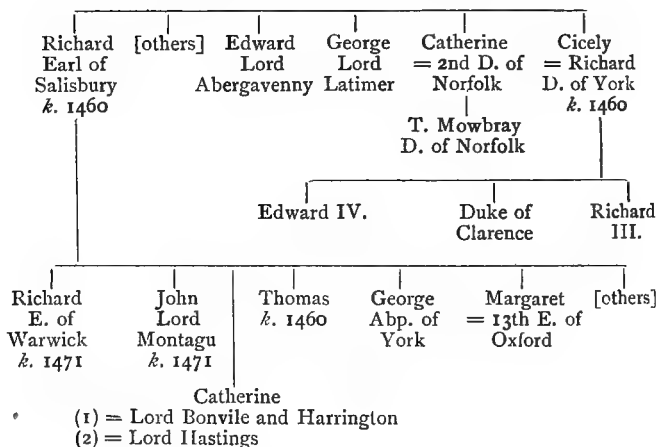 Richard [others] Edward George Catherine Cicely
Earl of Lord Lord = 2nd D. of = Richard
Salisbury Abergavenny Latimer Norfolk D. of York
k. 1460 k. 1460
T. Mowbray
D. of Norfolk
Edward IV. Duke of Richard
Clarence III.
Richard John Thomas George Margaret [others]
E. of Lord k. 1460 Abp. of = 13th E. of
Warwick Montagu York Oxford
k. 1471 k. 1471
Catherine
(1) = Lord Bonvile and Harrington
(2) = Lord Hastings